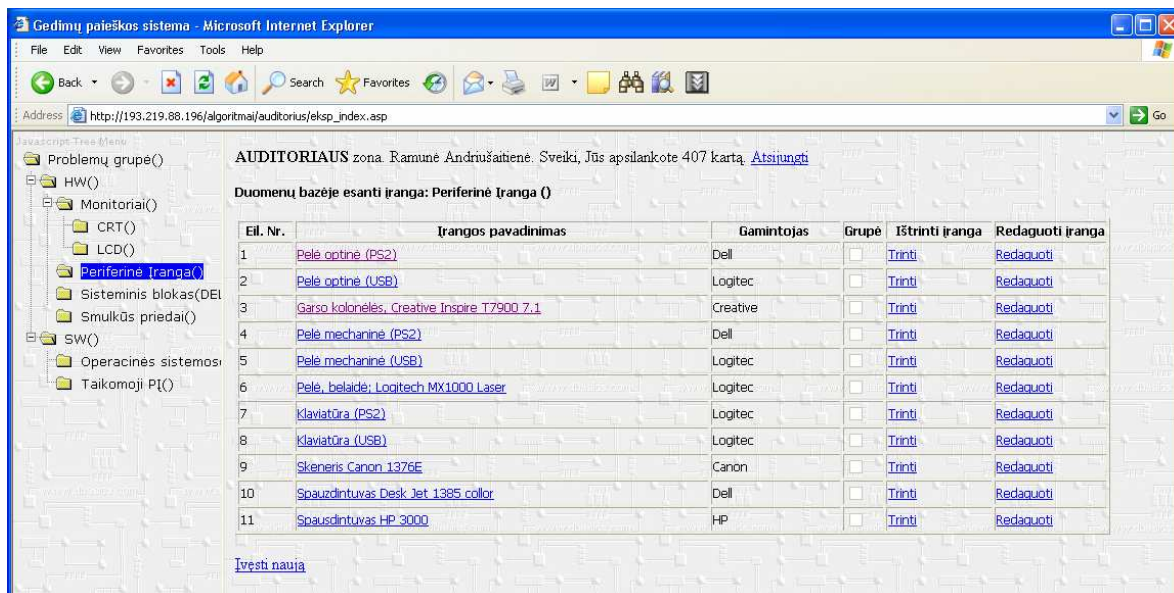 Gedimų paieškos sistema - Microsoft Internet Explorer
File Edit View Favorites Tools Help
Back Search Favorites
Address http://193.219.88.196/algoritmai/auditorius/eksp_index.asp Go
Javascript Tree Menu
Problemų grupė()
HW()
Monitoriai()
CRT()
LCD()
Periferinė Įranga()
Sisteminis blokas(DEL
Smulkūs priedai()
SW()
Operacinės sistemos
Taikomoji PĮ()
AUDITORIAUS zona. Ramunė Andriušaitienė. Sveiki, Jūs apsilankote 407 kartą. Atsijungti
Duomenų bazėje esanti įranga: Periferinė Įranga ()
Eil. Nr. Įrangos pavadinimas Gamintojas Grupė Ištrinti įranga Redaguoti įranga
1 Pelė optinė (PS2) Dell Trinti Redaguoti
2 Pelė optinė (USB) Logitec Trinti Redaguoti
3 Garso kolonėlės, Creative Inspire T7900 7.1 Creative Trinti Redaguoti
4 Pelė mechaninė (PS2) Dell Trinti Redaguoti
5 Pelė mechaninė (USB) Logitec Trinti Redaguoti
6 Pelė, belaidė; Logitech MX1000 Laser Logitec Trinti Redaguoti
7 Klaviatūra (PS2) Logitec Trinti Redaguoti
8 Klaviatūra (USB) Logitec Trinti Redaguoti
9 Skeneris Canon 1376E Canon Trinti Redaguoti
10 Spauzdintuvas Desk Jet 1385 collor Dell Trinti Redaguoti
11 Spausdintuvas HP 3000 HP Trinti Redaguoti
Įvesti naują